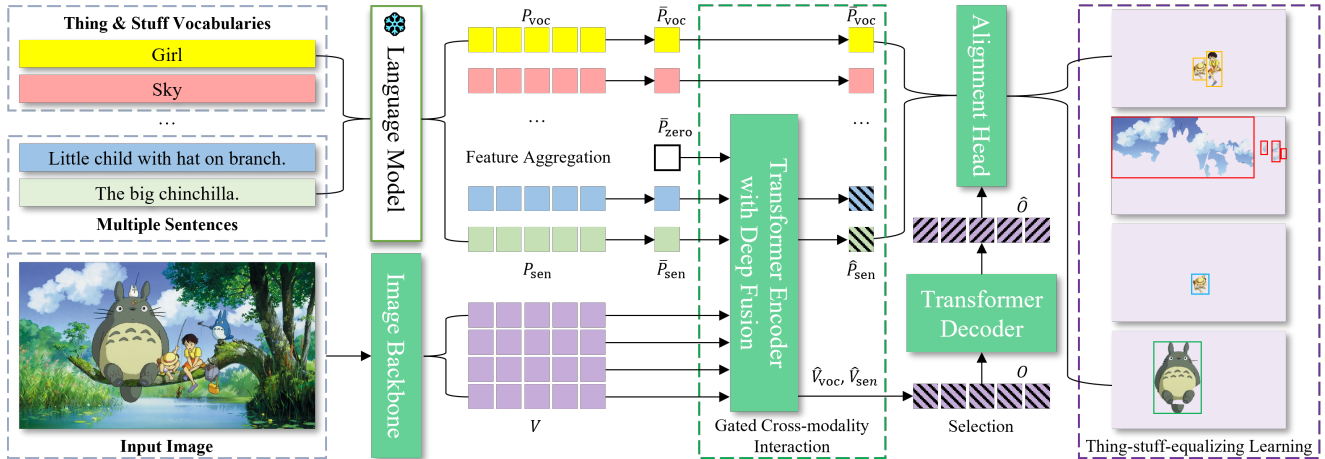 Thing & Stuff Vocabularies
Girl
Sky
...
Little child with hat on branch.
The big chinchilla.
Multiple Sentences
Input Image
Language Model
Image Backbone
P_voc
P̄_voc
P̄_voc
...
...
P̄_zero
Feature Aggregation
P_sen
P̄_sen
P̂_sen
V
Transformer Encoder
with Deep Fusion
V̂_voc, V̂_sen
Gated Cross-modality
Interaction
Alignment Head
Ô
Transformer
Decoder
O
Selection
Thing-stuff-equalizing Learning